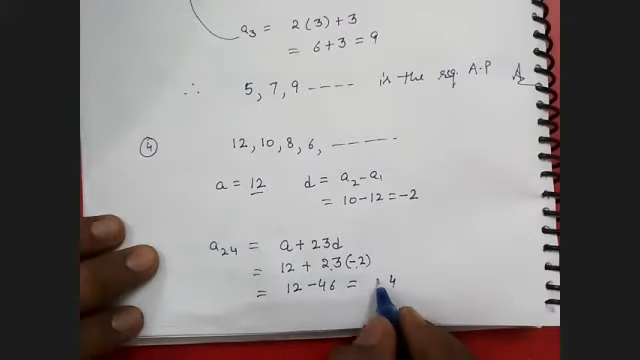 a₃ = 2(3) + 3
= 6 + 3 = 9
∴ 5, 7, 9 ---- is the req. A.P
④ 12, 10, 8, 6, -----
a = 12 d = a₂ - a₁
= 10 - 12 = -2
a₂₄ = a + 23d
= 12 + 23(-2)
= 12 - 46 = 4